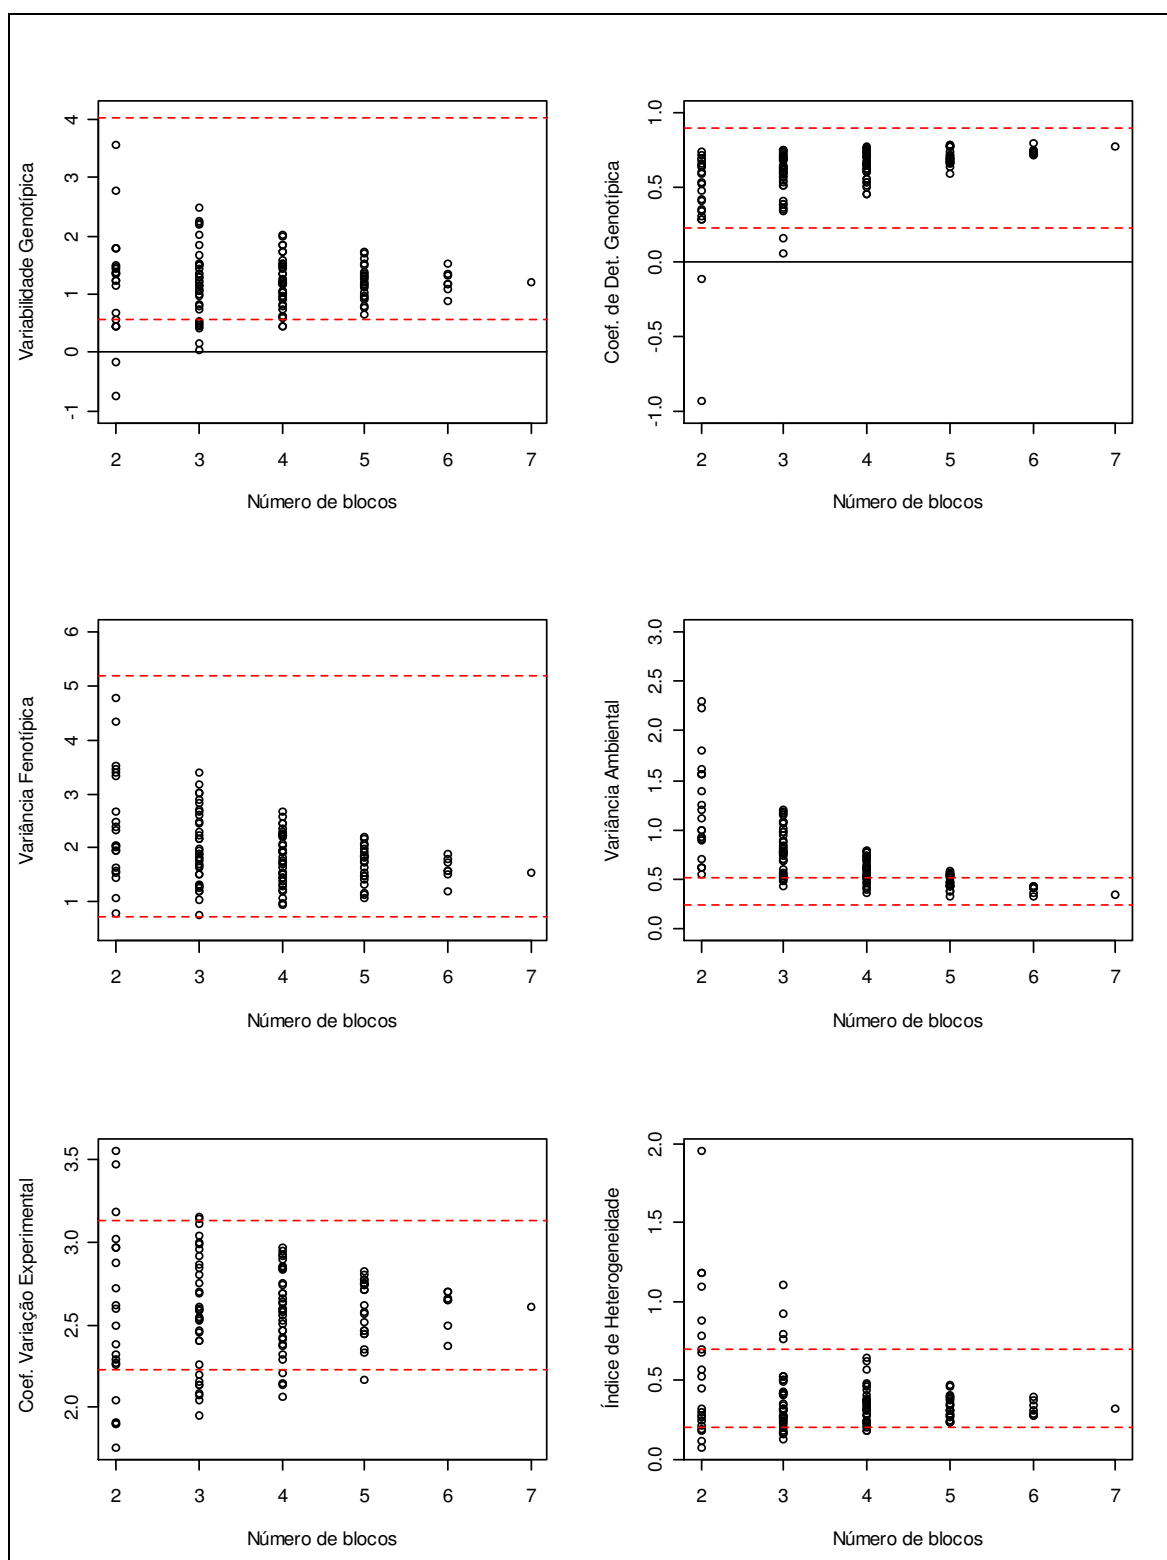 Variabilidade Genotípica
4
3
2
1
0
-1
2 3 4 5 6 7
Número de blocos
Coef. de Det. Genotípica
1.0
0.5
0.0
-0.5
-1.0
2 3 4 5 6 7
Número de blocos
Variância Fenotípica
6
5
4
3
2
1
2 3 4 5 6 7
Número de blocos
Variância Ambiental
3.0
2.5
2.0
1.5
1.0
0.5
0.0
2 3 4 5 6 7
Número de blocos
Coef. Variação Experimental
3.5
3.0
2.5
2.0
2 3 4 5 6 7
Número de blocos
Índice de Heterogeneidade
2.0
1.5
1.0
0.5
0.0
2 3 4 5 6 7
Número de blocos